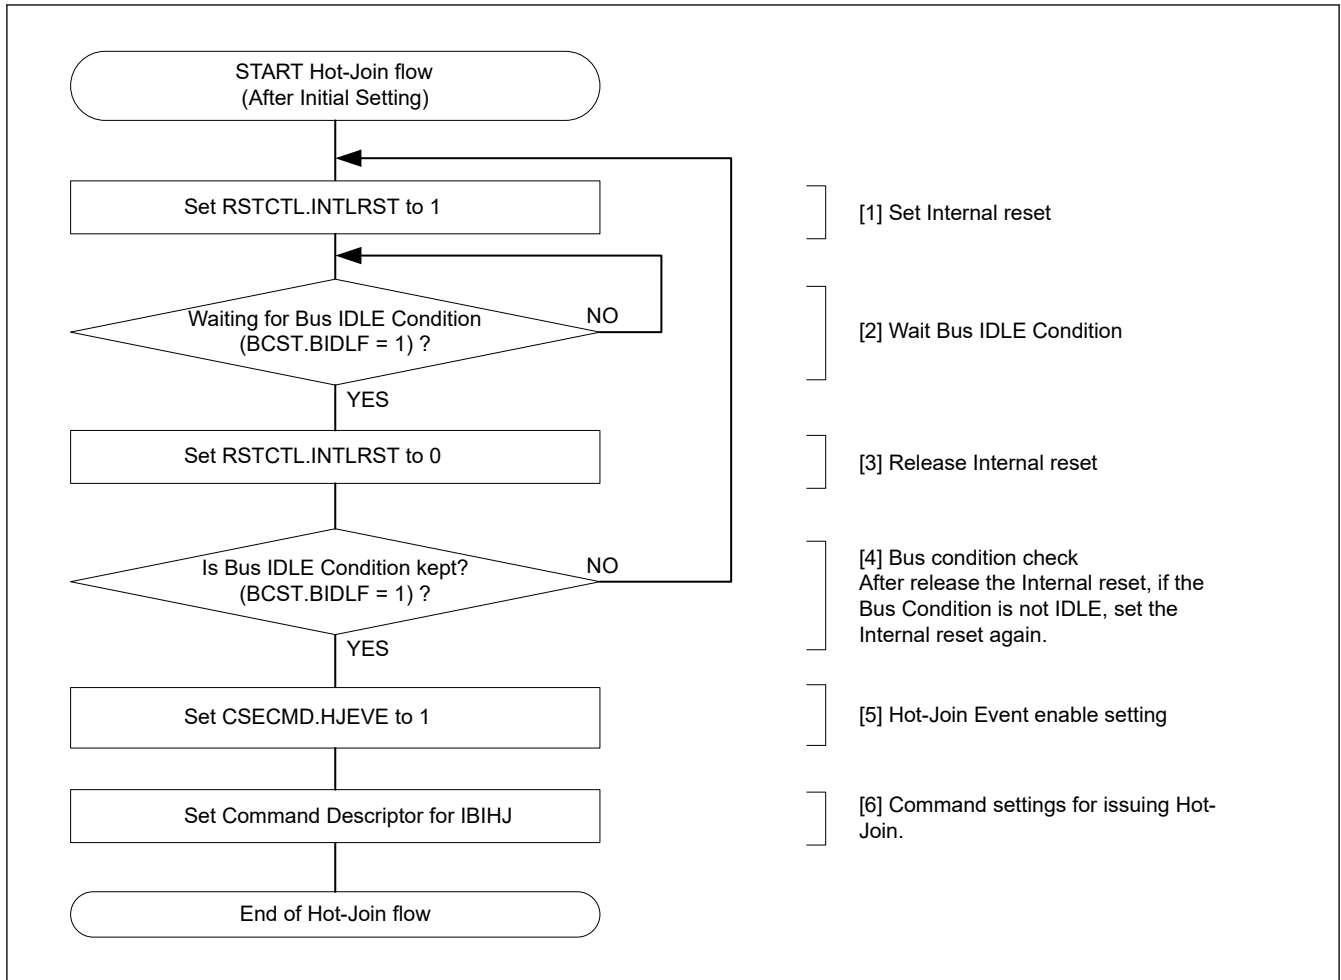 START Hot-Join flow
(After Initial Setting)
Set RSTCTL.INTLRST to 1
[1] Set Internal reset
Waiting for Bus IDLE Condition
(BCST.BIDLF = 1) ?
NO
[2] Wait Bus IDLE Condition
YES
Set RSTCTL.INTLRST to 0
[3] Release Internal reset
Is Bus IDLE Condition kept?
(BCST.BIDLF = 1) ?
NO
[4] Bus condition check
After release the Internal reset, if the
Bus Condition is not IDLE, set the
Internal reset again.
YES
Set CSECMD.HJEVE to 1
[5] Hot-Join Event enable setting
Set Command Descriptor for IBIHJ
[6] Command settings for issuing Hot-
Join.
End of Hot-Join flow